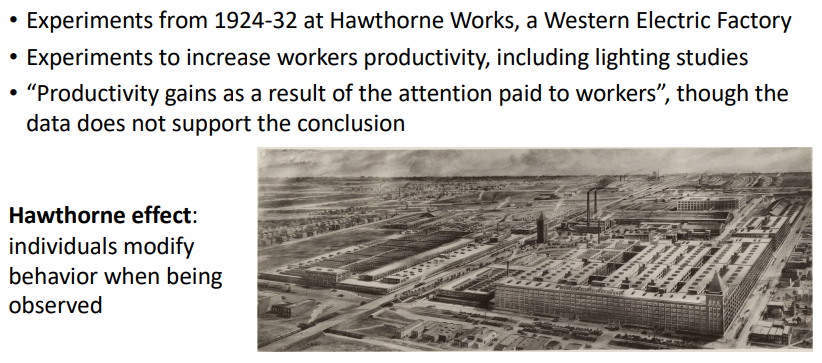 • Experiments from 1924-32 at Hawthorne Works, a Western Electric Factory
• Experiments to increase workers productivity, including lighting studies
• “Productivity gains as a result of the attention paid to workers”, though the
data does not support the conclusion
Hawthorne effect:
individuals modify
behavior when being
observed